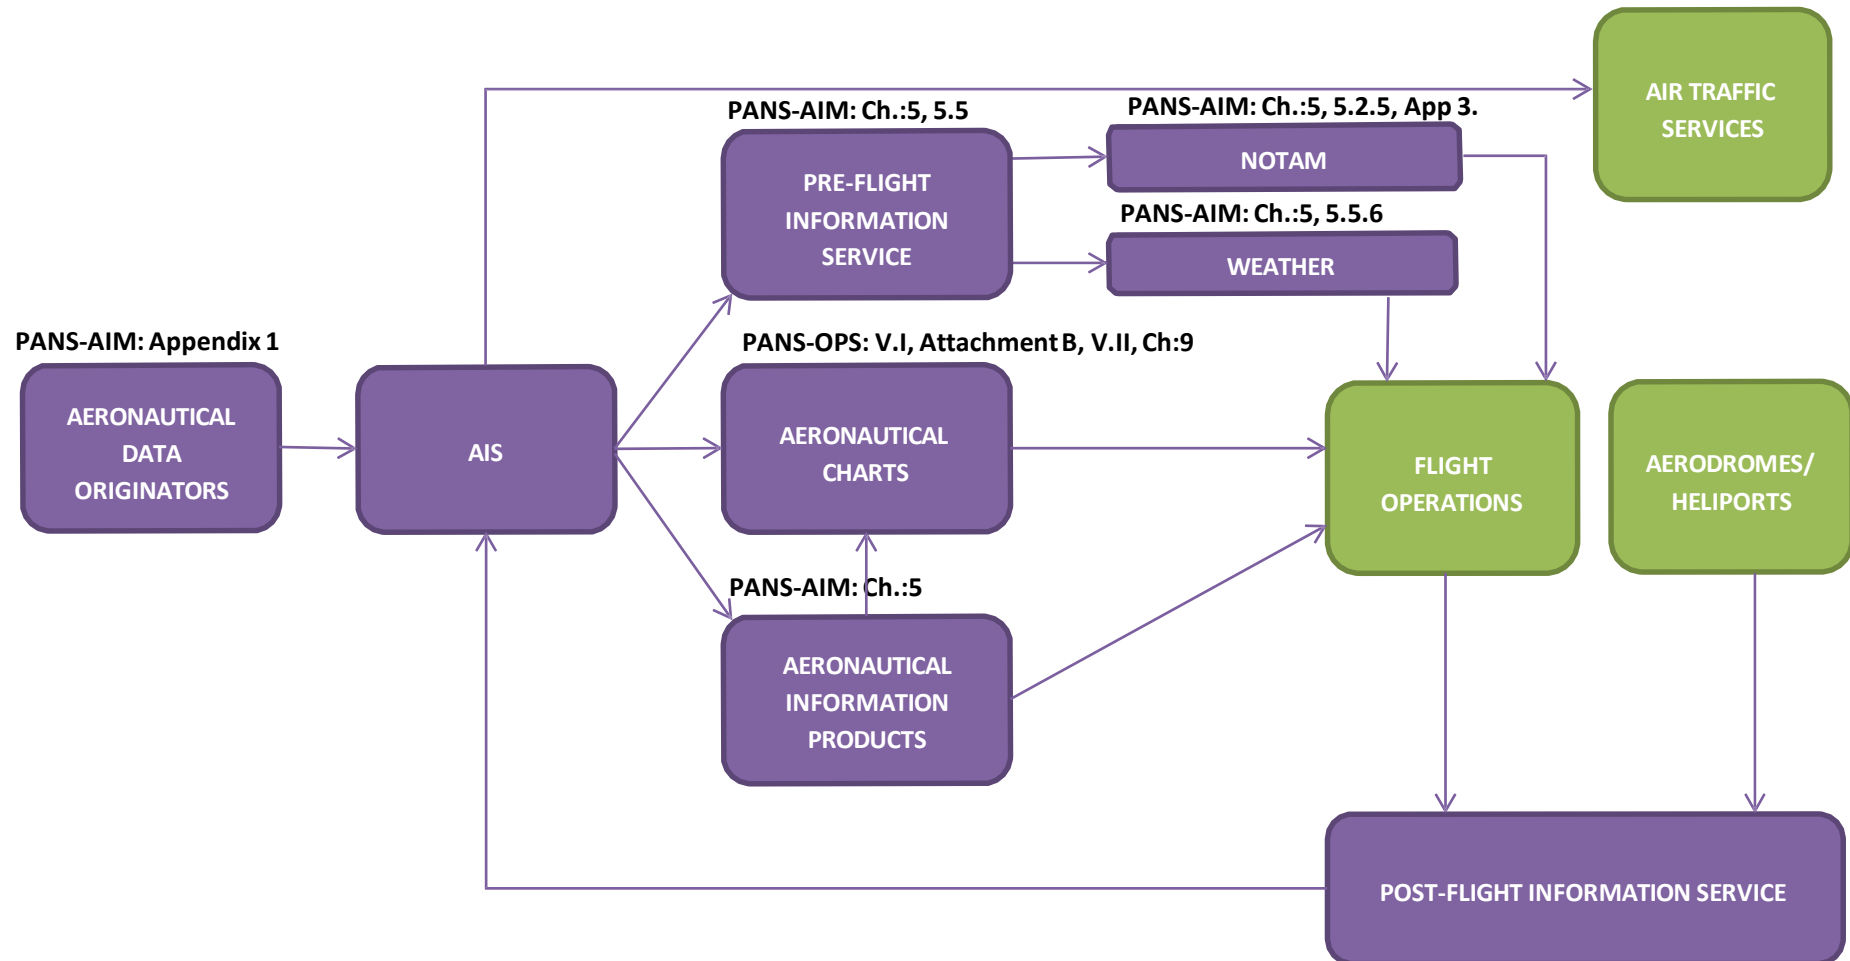 AIR TRAFFIC
SERVICES
PANS-AIM: Ch.:5, 5.5
PANS-AIM: Ch.:5, 5.2.5, App 3.
PRE-FLIGHT
INFORMATION
SERVICE
NOTAM
PANS-AIM: Ch.:5, 5.5.6
WEATHER
PANS-AIM: Appendix 1
AERONAUTICAL
DATA
ORIGINATORS
AIS
PANS-OPS: V.I, Attachment B, V.II, Ch:9
AERONAUTICAL
CHARTS
FLIGHT
OPERATIONS
AERODROMES/
HELIPORTS
PANS-AIM: Ch.:5
AERONAUTICAL
INFORMATION
PRODUCTS
POST-FLIGHT INFORMATION SERVICE